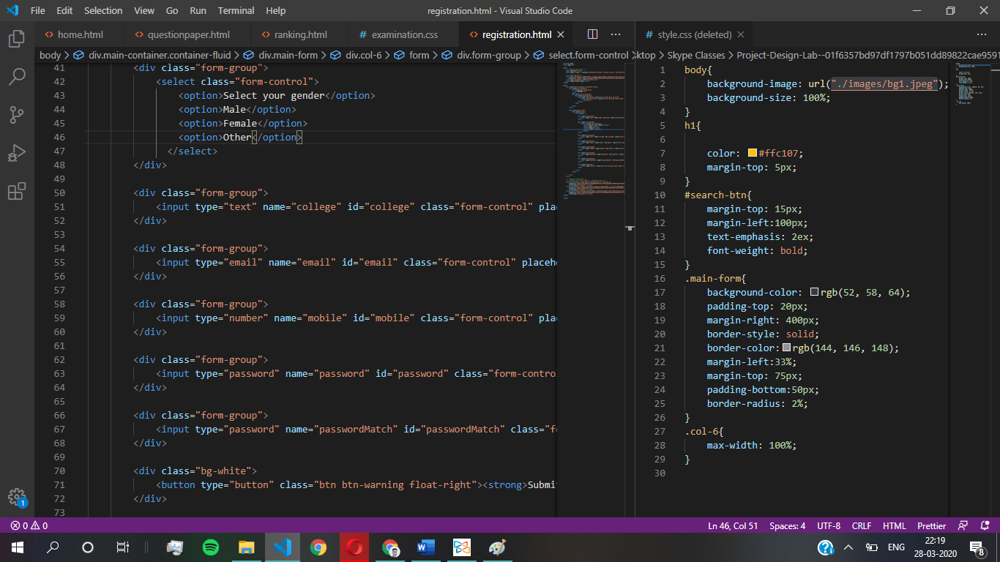 File Edit Selection View Go Run Terminal Help registration.html - Visual Studio Code
home.html questionpaper.html ranking.html # examination.css registration.html # style.css (deleted)
body > div.main-container.container-fluid > div.main-form > div.col-6 > form > div.form-group > select.form-control
ktop > Skype Classes > Project-Design-Lab--01f6357bd97df1797b051dd89822cae9591
41 <div class="form-group">
42 <select class="form-control">
43 <option>Select your gender</option>
44 <option>Male</option>
45 <option>Female</option>
46 <option>Other</option>
47 </select>
48 </div>
49
50 <div class="form-group">
51 <input type="text" name="college" id="college" class="form-control" plac
52 </div>
53
54 <div class="form-group">
55 <input type="email" name="email" id="email" class="form-control" placeho
56 </div>
57
58 <div class="form-group">
59 <input type="number" name="mobile" id="mobile" class="form-control" plac
60 </div>
61
62 <div class="form-group">
63 <input type="password" name="password" id="password" class="form-contro
64 </div>
65
66 <div class="form-group">
67 <input type="password" name="passwordMatch" id="passwordMatch" class="fo
68 </div>
69
70 <div class="bg-white">
71 <button type="button" class="btn btn-warning float-right"><strong>Submi
72 </div>
73
1 body{
2 background-image: url("./images/bg1.jpeg");
3 background-size: 100%;
4 }
5 h1{
6
7 color: #ffc107;
8 margin-top: 5px;
9 }
10 #search-btn{
11 margin-top: 15px;
12 margin-left:100px;
13 text-emphasis: 2ex;
14 font-weight: bold;
15 }
16 .main-form{
17 background-color: rgb(52, 58, 64);
18 padding-top: 20px;
19 margin-right: 400px;
20 border-style: solid;
21 border-color: rgb(144, 146, 148);
22 margin-left:33%;
23 margin-top: 75px;
24 padding-bottom:50px;
25 border-radius: 2%;
26 }
27 .col-6{
28 max-width: 100%;
29 }
30
1
0 0 Ln 46, Col 51 Spaces: 4 UTF-8 CRLF HTML Prettier
ENG 22:19
28-03-2020 8